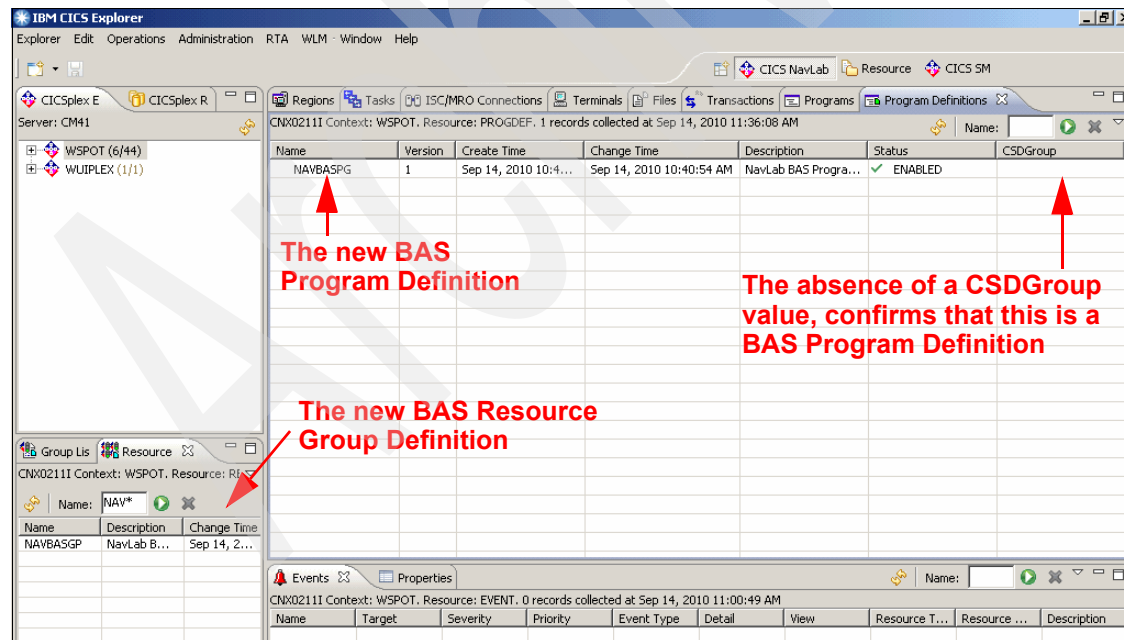 IBM CICS Explorer
Explorer Edit Operations Administration RTA WLM Window Help
CICS NavLab Resource CICS SM
CICSplex E CICSplex R
Server: CM41
WSPOT (6/44)
WUIPLEX (1/1)
Regions Tasks ISC/MRO Connections Terminals Files Transactions Programs Program Definitions
CNX0211I Context: WSPOT. Resource: PROGDEF. 1 records collected at Sep 14, 2010 11:36:08 AM
Name:
Name Version Create Time Change Time Description Status CSDGroup
NAVBASPG 1 Sep 14, 2010 10:4... Sep 14, 2010 10:40:54 AM NavLab BAS Progra... ENABLED
The new BAS
Program Definition
The absence of a CSDGroup
value, confirms that this is a
BAS Program Definition
The new BAS Resource
Group Definition
Group Lis Resource
CNX0211I Context: WSPOT. Resource: RE
Name: NAV*
Name Description Change Time
NAVBASGP NavLab B... Sep 14, 2...
Events Properties
Name:
CNX0211I Context: WSPOT. Resource: EVENT. 0 records collected at Sep 14, 2010 11:00:49 AM
Name Target Severity Priority Event Type Detail View Resource T... Resource ... Description